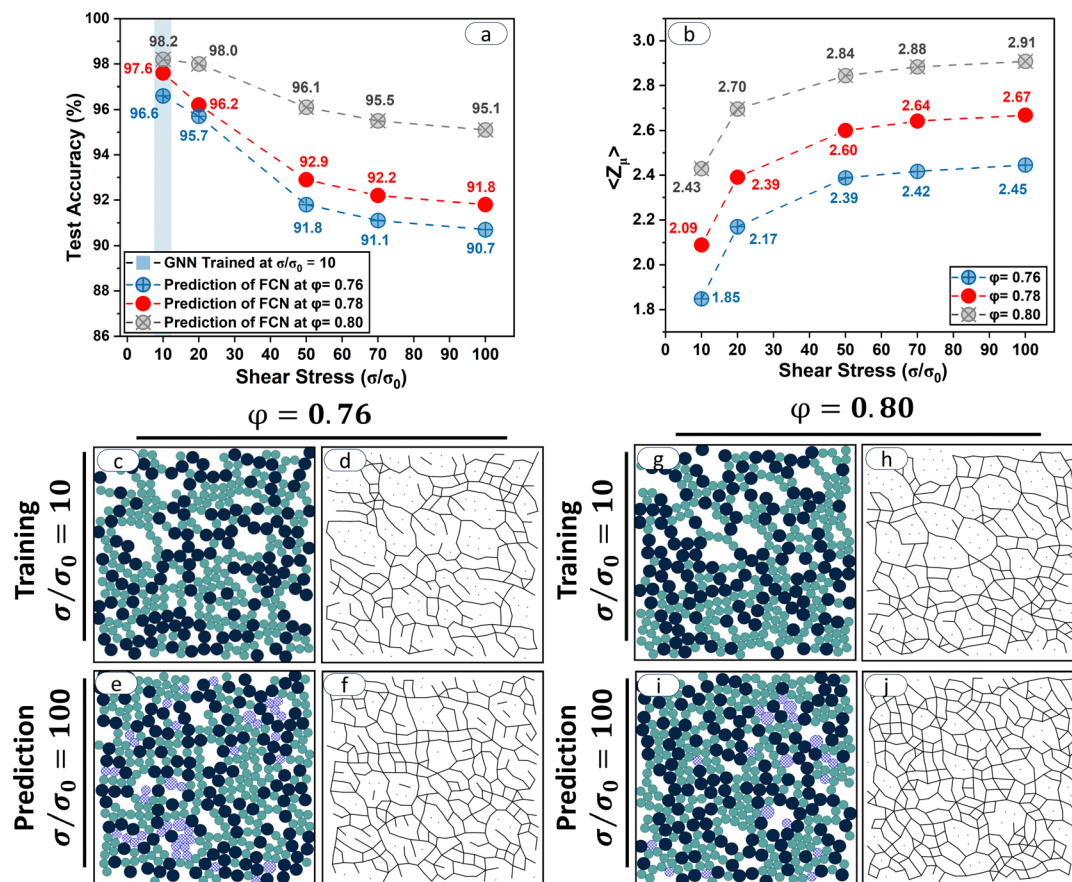 100
98
96
94
92
90
88
86
Test Accuracy (%)
a
98.2
98.0
97.6
96.2
96.6
95.7
96.1
95.5
95.1
92.9
92.2
91.8
91.8
91.1
90.7
GNN Trained at σ/σ₀ = 10
Prediction of FCN at φ= 0.76
Prediction of FCN at φ= 0.78
Prediction of FCN at φ= 0.80
0 10 20 30 40 50 60 70 80 90 100
Shear Stress (σ/σ₀)
3.0
2.8
2.6
2.4
2.2
2.0
1.8
<Z_μ>
b
2.84
2.88
2.91
2.70
2.43
2.64
2.67
2.60
2.39
2.09
2.39
2.42
2.45
2.17
1.85
φ= 0.76
φ= 0.78
φ= 0.80
0 10 20 30 40 50 60 70 80 90 100
Shear Stress (σ/σ₀)
φ = 0.76
φ = 0.80
Training
σ/σ₀ = 10
c
d
Training
σ/σ₀ = 10
g
h
Prediction
σ/σ₀ = 100
e
f
Prediction
σ/σ₀ = 100
i
j